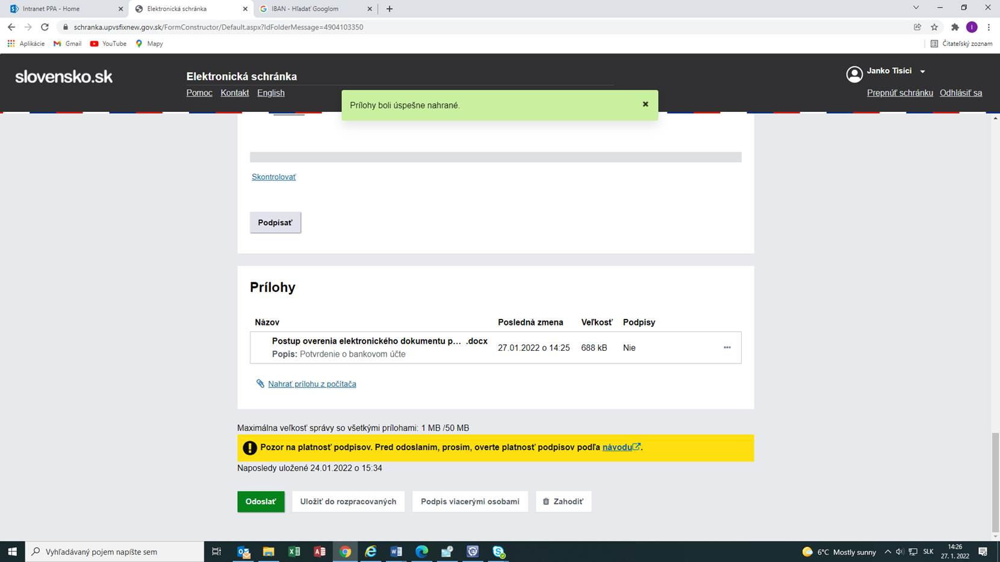 Intranet PPA - Home
Elektronická schránka
IBAN - Hľadať Googlom
schranka.upvsfixnew.gov.sk/FormConstructor/Default.aspx?IdFolderMessage=4904103350
I
Aplikácie
Gmail
YouTube
Mapy
Čitateľský zoznam
slovensko.sk
Elektronická schránka
Pomoc Kontakt English
Janko Tisici
Prepnúť schránku Odhlásiť sa
Prílohy boli úspešne nahrané.
Skontrolovať
Podpísať
Prílohy
Názov Posledná zmena Veľkosť Podpisy
Postup overenia elektronického dokumentu p... .docx
Popis: Potvrdenie o bankovom účte
27.01.2022 o 14:25 688 kB Nie
Nahrať prílohu z počítača
Maximálna veľkosť správy so všetkými prílohami: 1 MB /50 MB
Pozor na platnosť podpisov. Pred odoslaním, prosím, overte platnosť podpisov podľa návodu.
Naposledy uložené 24.01.2022 o 15:34
Odoslať Uložiť do rozpracovaných Podpis viacerými osobami Zahodiť
Vyhľadávaný pojem napíšte sem
6°C Mostly sunny
SLK
14:26
27. 1. 2022